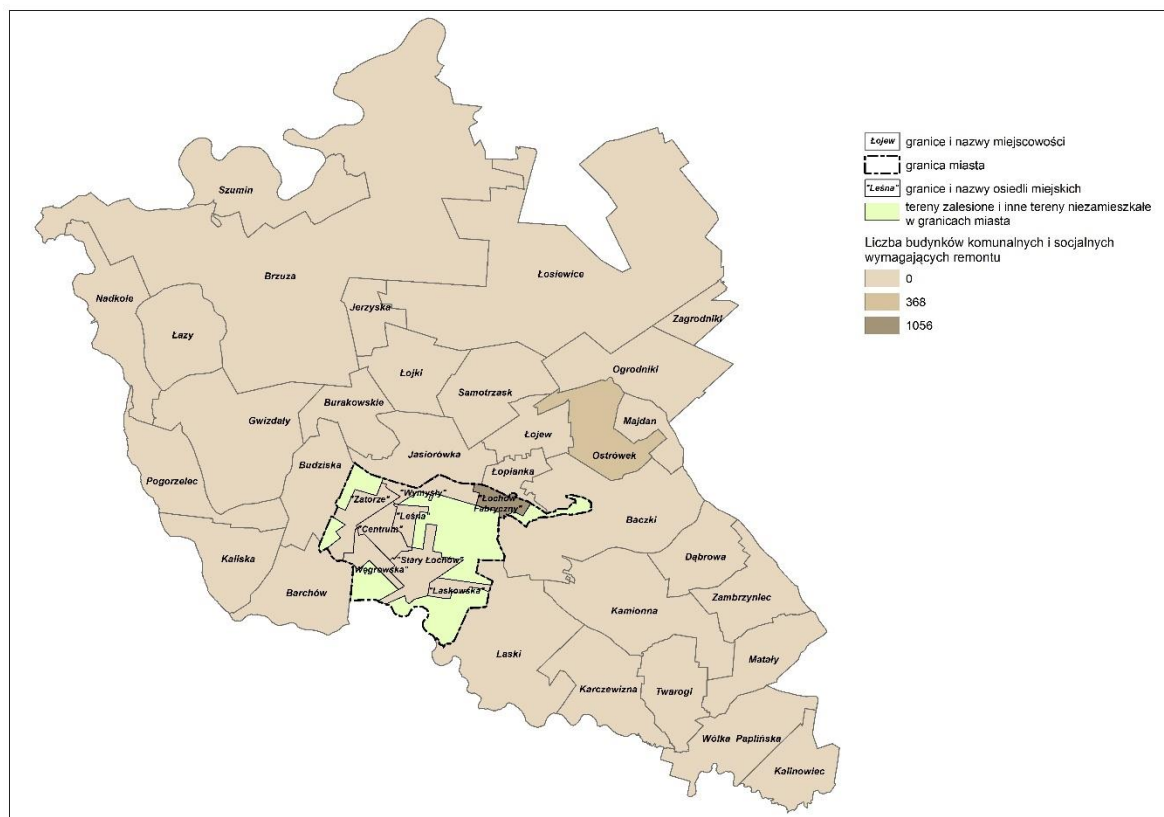 Łojew granice i nazwy miejscowości
granica miasta
"Leśna" granice i nazwy osiedli miejskich
tereny zalesione i inne tereny niezamieszkałe
w granicach miasta
Liczba budynków komunalnych i socjalnych
wymagających remontu
0
368
1056
Szumin
Brzuza
Łosiewice
Nadkole
Jerzyska
Zagrodniki
Łazy
Ogrodniki
Łojki
Samotrzask
Burakowskie
Gwizdały
Majdan
Łojew
Jasiorówka
Ostrówek
Budziska
Łopianka
Pogorzelec
"Zatorze"
"Wymysły"
"Łochów
Fabryczny"
"Leśna"
Baczki
"Centrum"
Kaliska
"Stary Łochów"
Dąbrowa
"Węgrowska"
Barchów
"Laskowska"
Zambrzyniec
Kamionna
Laski
Matały
Karczewizna
Twarogi
Wólka Paplińska
Kalinowiec